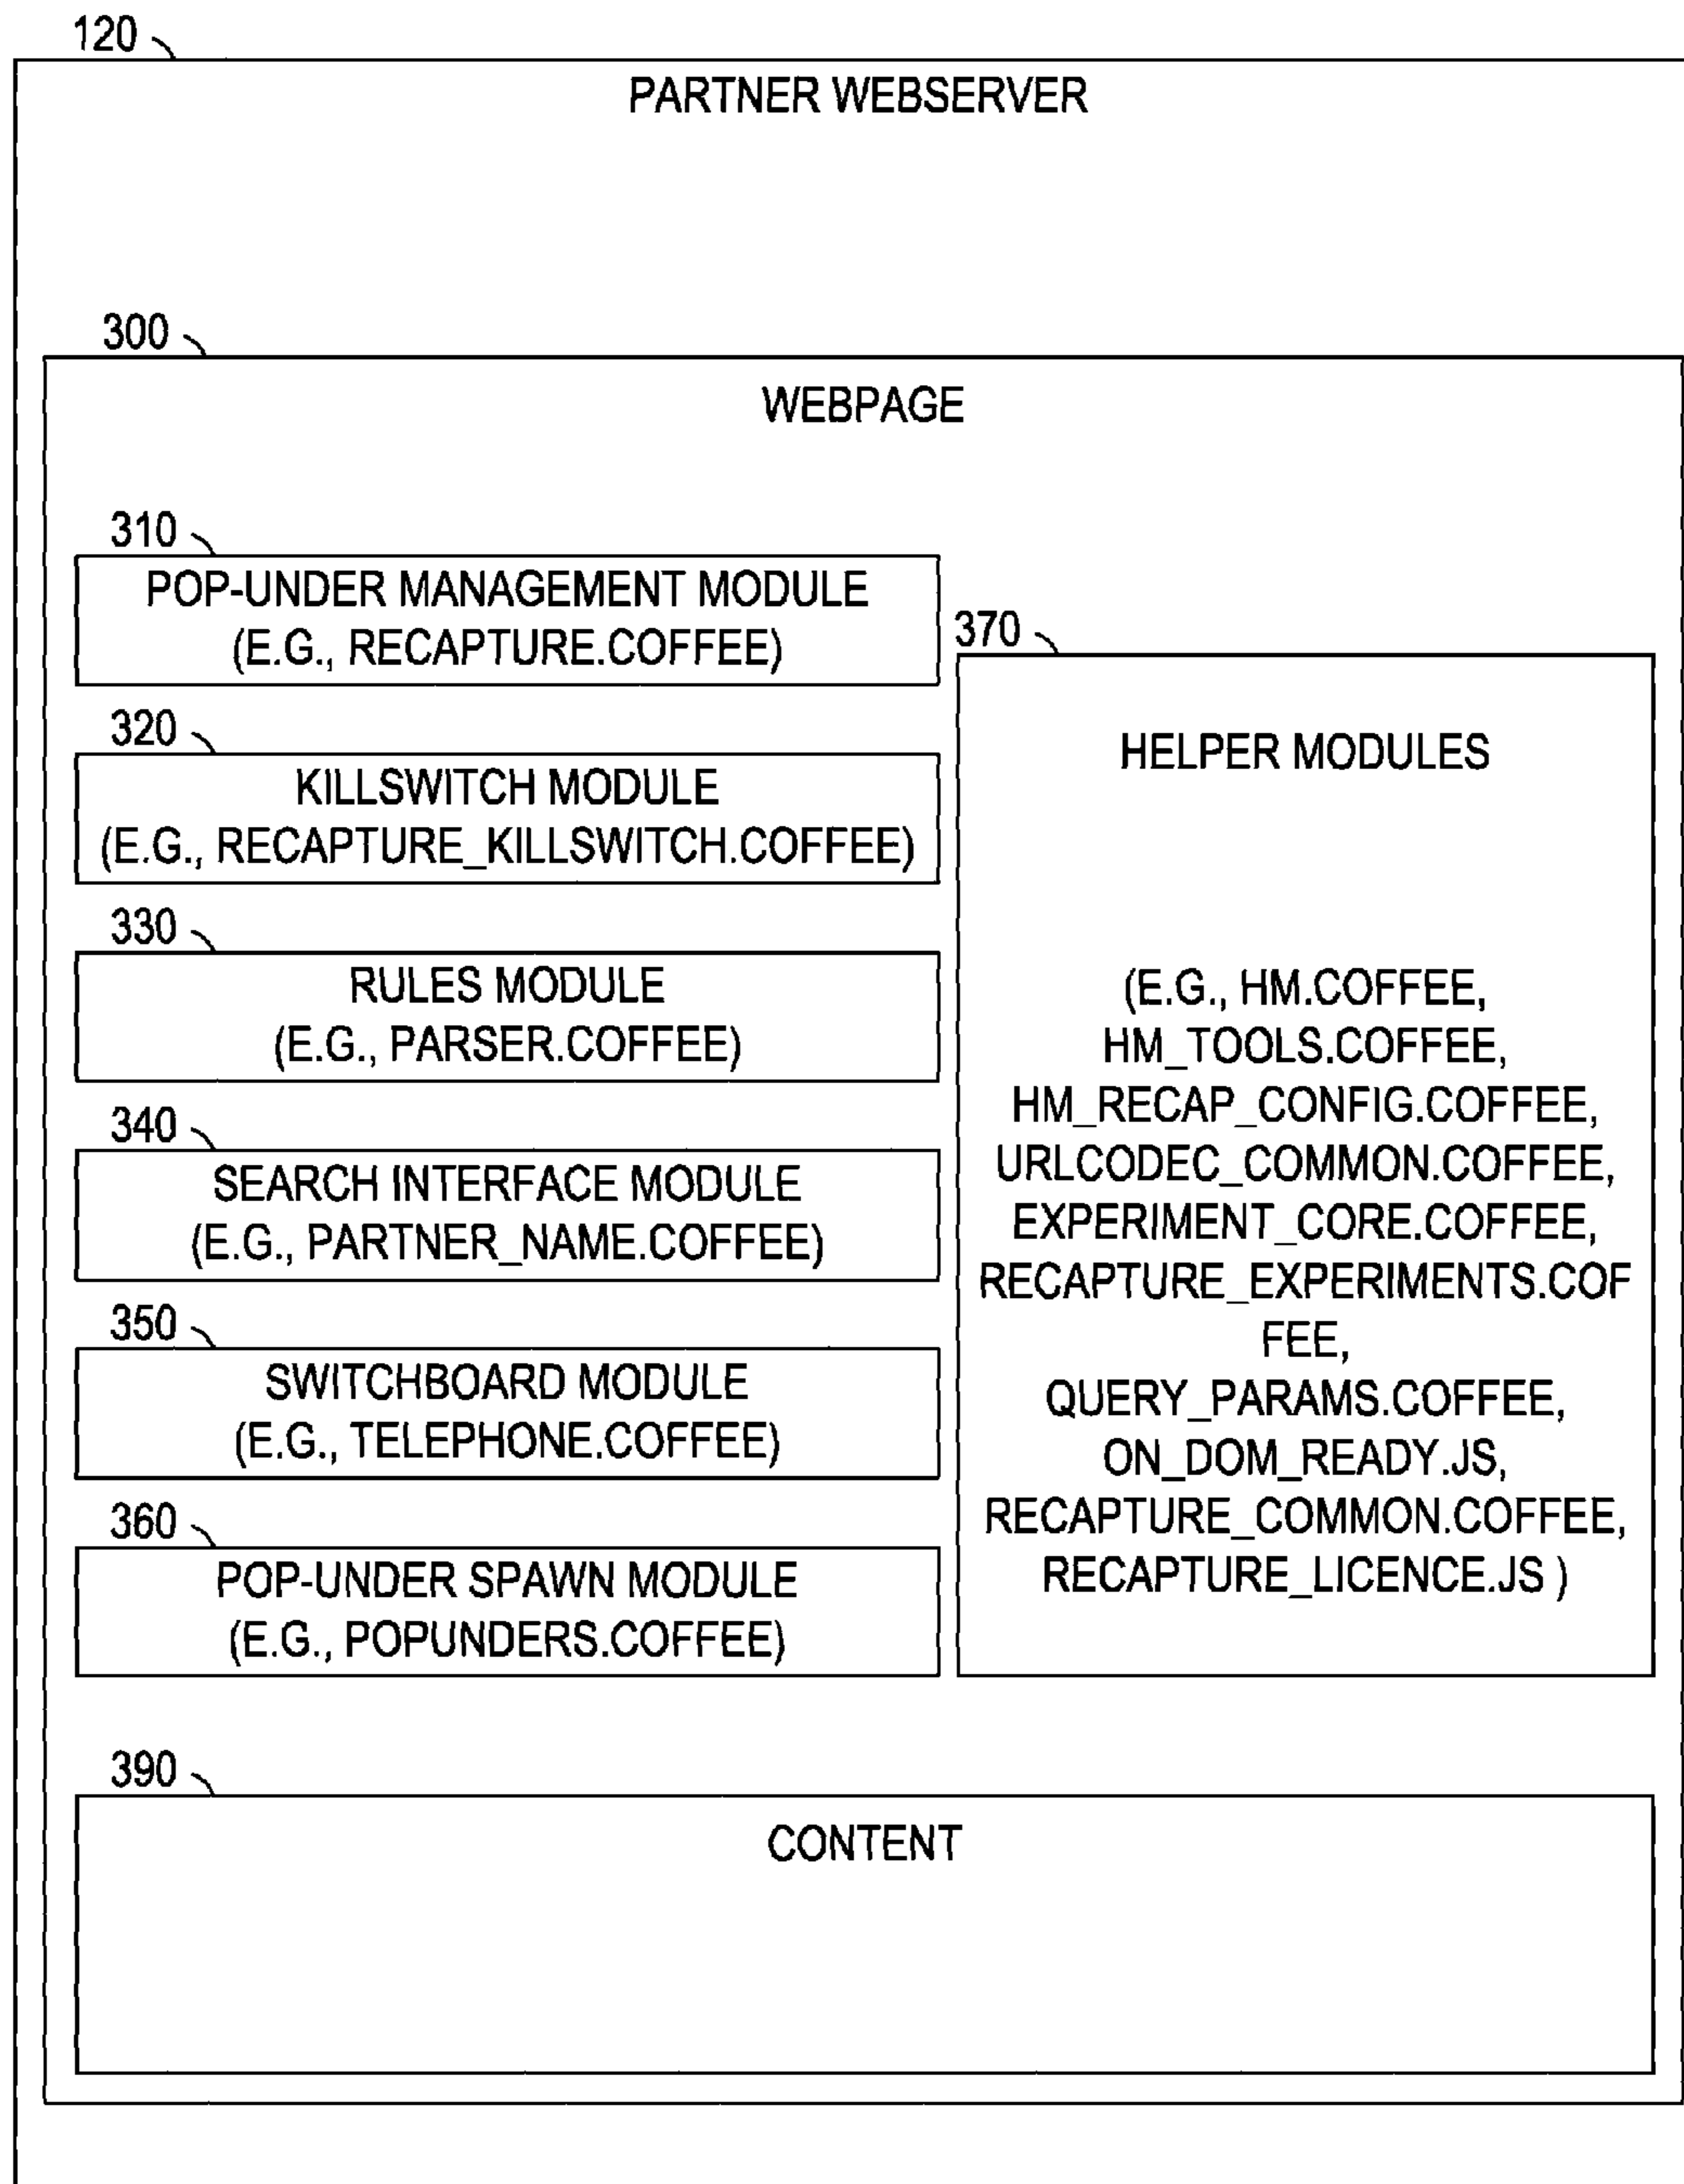 120
PARTNER WEBSERVER
300
WEBPAGE
310
POP-UNDER MANAGEMENT MODULE
(E.G., RECAPTURE.COFFEE)
320
KILLSWITCH MODULE
(E.G., RECAPTURE_KILLSWITCH.COFFEE)
330
RULES MODULE
(E.G., PARSER.COFFEE)
340
SEARCH INTERFACE MODULE
(E.G., PARTNER_NAME.COFFEE)
350
SWITCHBOARD MODULE
(E.G., TELEPHONE.COFFEE)
360
POP-UNDER SPAWN MODULE
(E.G., POPUNDERS.COFFEE)
370
HELPER MODULES
(E.G., HM.COFFEE,
HM_TOOLS.COFFEE,
HM_RECAP_CONFIG.COFFEE,
URLCODEC_COMMON.COFFEE,
EXPERIMENT_CORE.COFFEE,
RECAPTURE_EXPERIMENTS.COF
FEE,
QUERY_PARAMS.COFFEE,
ON_DOM_READY.JS,
RECAPTURE_COMMON.COFFEE,
RECAPTURE_LICENCE.JS )
390
CONTENT